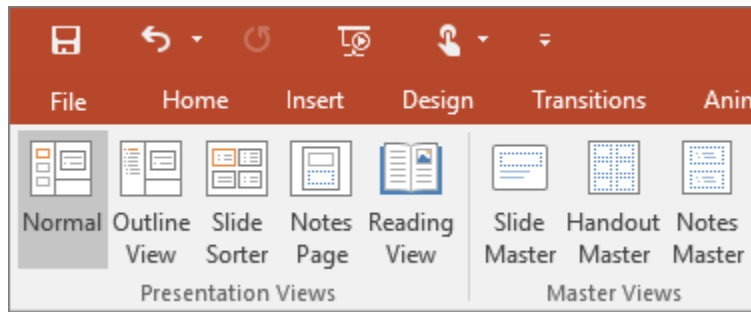 File Home Insert Design Transitions Anim
Normal Outline View Slide Sorter Notes Page Reading View Slide Master Handout Master Notes Master
Presentation Views Master Views